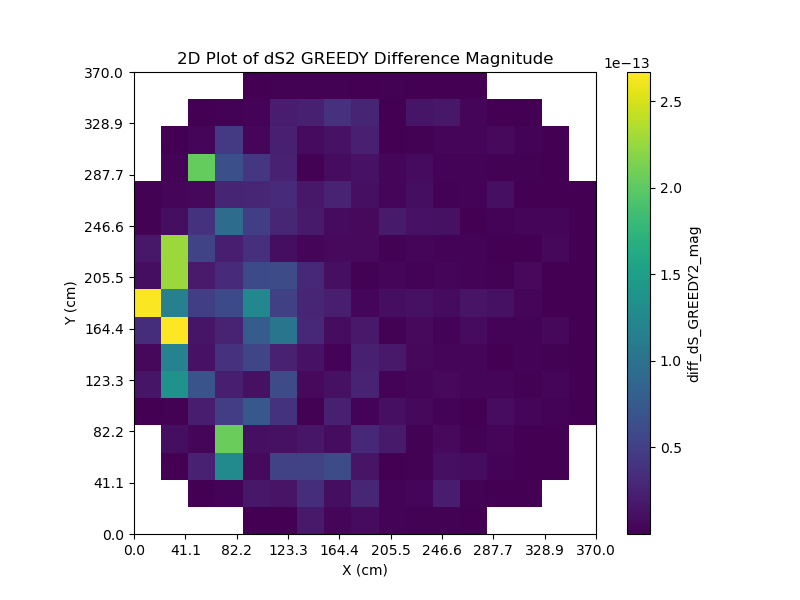 2D Plot of dS2 GREEDY Difference Magnitude
1e−13
370.0
328.9
287.7
246.6
205.5
164.4
123.3
82.2
41.1
0.0
Y (cm)
0.0 41.1 82.2 123.3 164.4 205.5 246.6 287.7 328.9 370.0
X (cm)
2.5
2.0
1.5
1.0
0.5
diff_dS_GREEDY2_mag